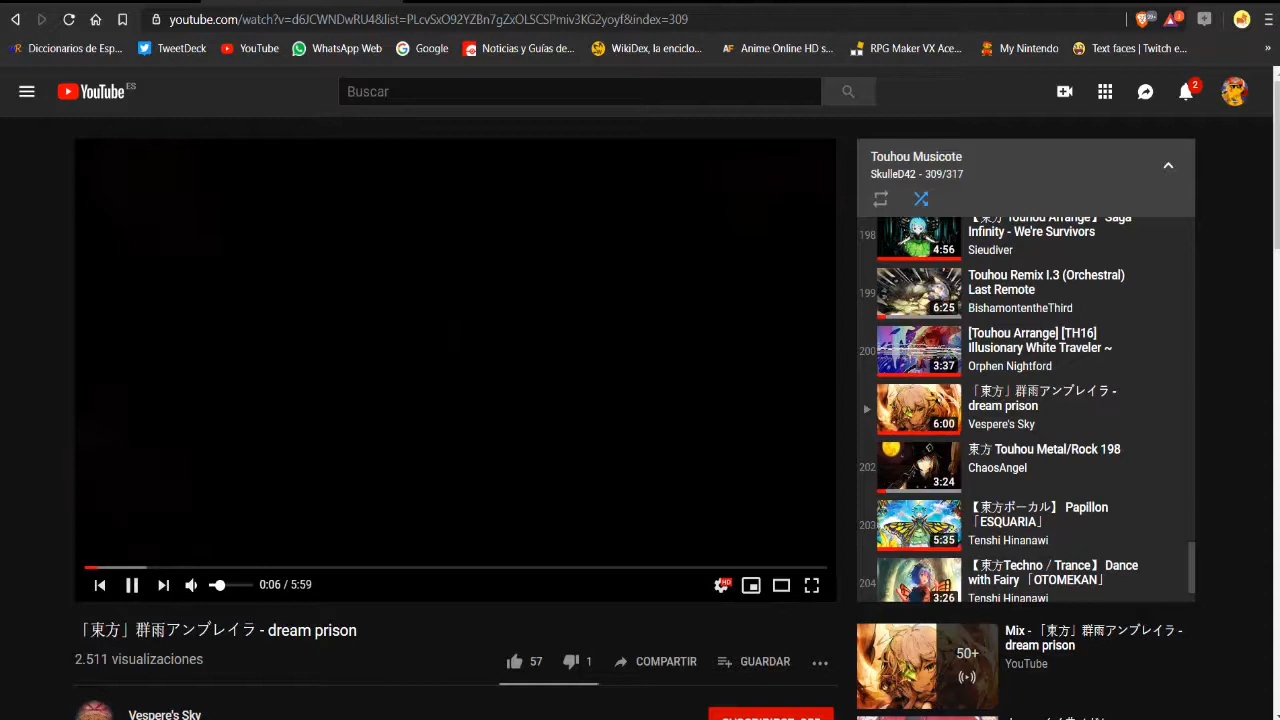 youtube.com/watch?v=d6JCWNDwRU4&list=PLcvSxO92YZBn7gZxOLSCSPmiv3KG2yoyf&index=309
99+
3
Diccionarios de Esp...
TweetDeck
YouTube
WhatsApp Web
Google
Noticias y Guías de...
WikiDex, la enciclo...
AF Anime Online HD s...
RPG Maker VX Ace...
My Nintendo
Text faces | Twitch e...
»
YouTube ES
Buscar
2
Touhou Musicote
SkulleD42 - 309/317
198
4:56
【東方 Touhou Arrange】 Saga
Infinity - We're Survivors
Sleudiver
199
6:25
Touhou Remix I.3 (Orchestral)
Last Remote
BishamontentheThird
200
3:37
[Touhou Arrange] [TH16]
Illusionary White Traveler ~
Orphen Nightford
6:00
「東方」群雨アンブレイラ -
dream prison
Vespere's Sky
202
3:24
東方 Touhou Metal/Rock 198
ChaosAngel
203
5:35
【東方ボーカル】 Papillon
「ESQUARIA」
Tenshi Hinanawi
204
3:26
【東方Techno / Trance】 Dance
with Fairy 「OTOMEKAN」
Tenshi Hinanawi
0:06 / 5:59
HD
「東方」群雨アンブレイラ - dream prison
2.511 visualizaciones
57
1
COMPARTIR
GUARDAR
Vespere's Sky
SUSCRIBIRSE
50+
Mix - 「東方」群雨アンブレイラ -
dream prison
YouTube